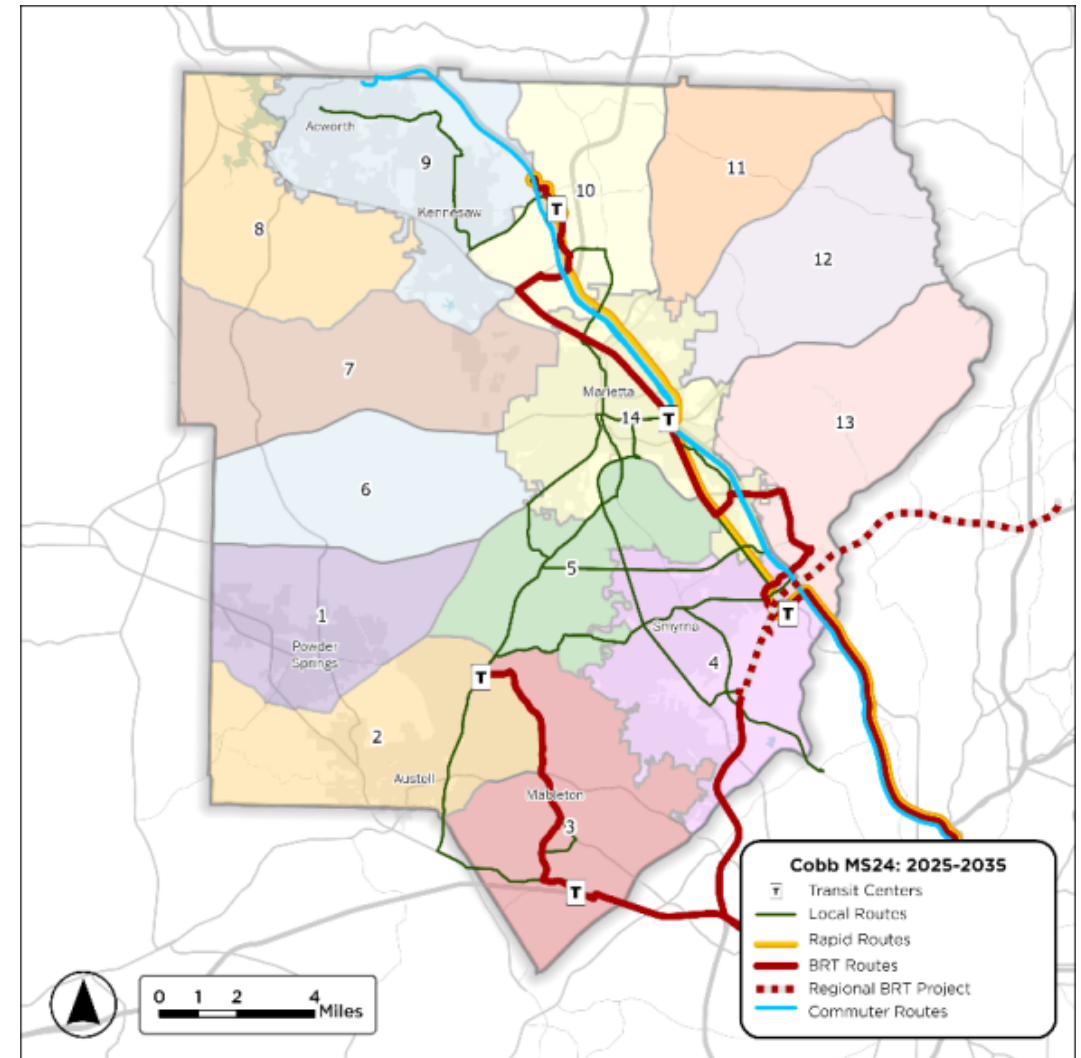 Acworth
9
10
11
Kennesaw
8
12
T
7
Marietta
14
T
13
6
5
1
Powder
Springs
T
Smyrna
4
T
2
Austell
Mableton
3
T
Cobb MS24: 2025-2035
T Transit Centers
Local Routes
Rapid Routes
BRT Routes
Regional BRT Project
Commuter Routes
0 1 2 4
Miles